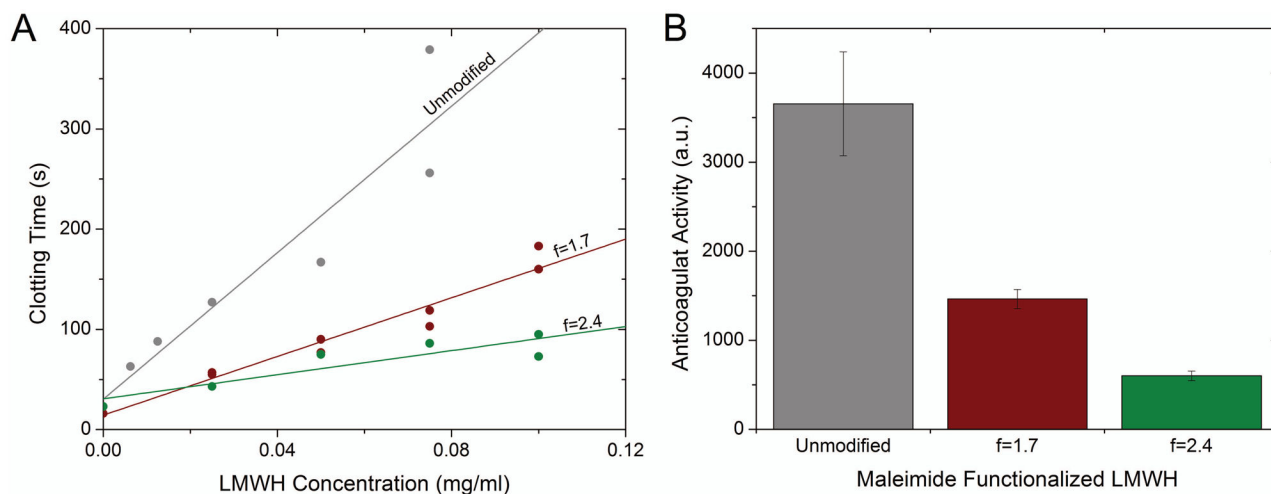 A
400
300
200
100
0
Clotting Time (s)
0.00
0.04
0.08
0.12
LMWH Concentration (mg/ml)
Unmodified
f=1.7
f=2.4
B
4000
3000
2000
1000
0
Anticoagulat Activity (a.u.)
Unmodified
f=1.7
f=2.4
Maleimide Functionalized LMWH